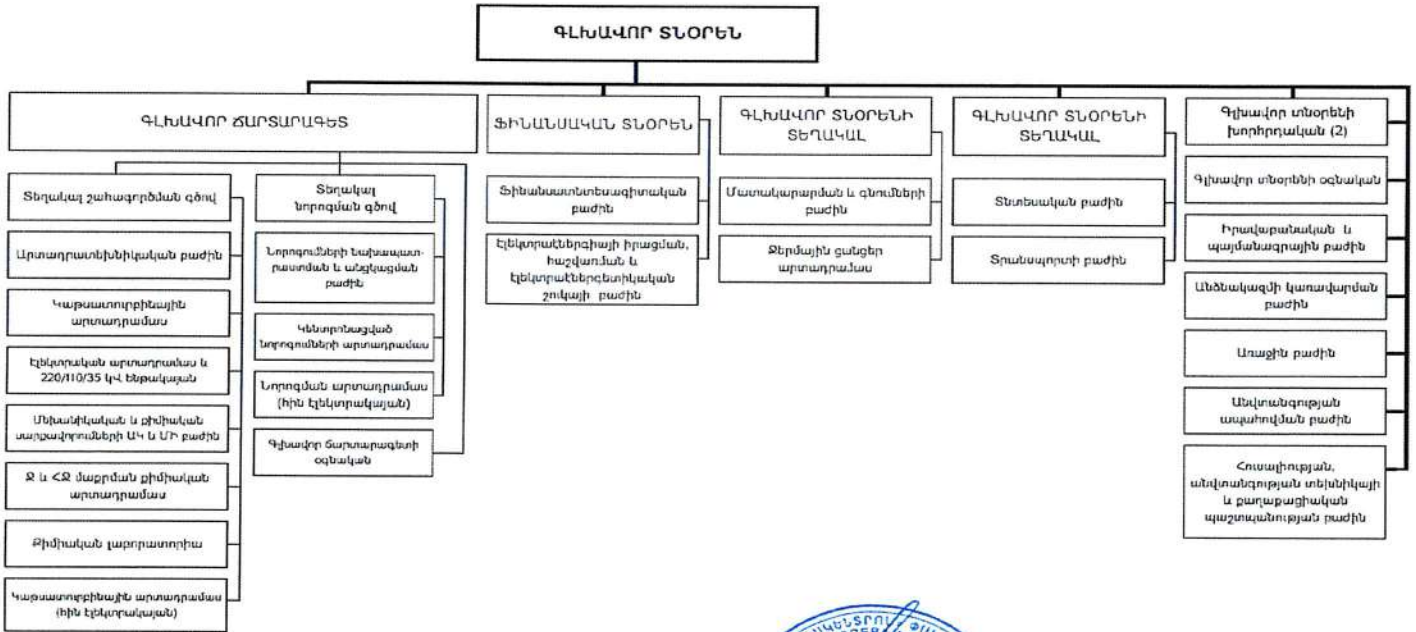 ԳԼԽԱՎՈՐ ՏՆՕՐԵՆ
ԳԼԽԱՎՈՐ ՃԱՐՏԱՐԱԳԵՏ
Տեղակալ շահագործման գծով
Արտադրատեխնիկական բաժին
Կաթսատուրբինային
արտադրամաս
Էլեկտրական արտադրամաս և
220/110/35 կՎ ենթակայան
Մեխանիկական և քիմիական
սարքավորումների ԱԿ և ՄԻ բաժին
Ջ և ՀՋ մաքրման քիմիական
արտադրամաս
Քիմիական լաբորատորիա
Կաթսատուրբինային արտադրամաս
(հին էլեկտրակայան)
Տեղակալ
նորոգման գծով
Նորոգումների նախապատ-
րաստման և անցկացման
բաժին
Կենտրոնացված
նորոգումների արտադրամաս
Նորոգման արտադրամաս
(հին էլեկտրակայան)
Գլխավոր ճարտարագետի
օգնական
ՖԻՆԱՆՍԱԿԱՆ ՏՆՕՐԵՆ
Ֆինանսատնտեսագիտական
բաժին
Էլեկտրաէներգիայի իրացման,
հաշվառման և
էլեկտրաէներգետիկական
շուկայի բաժին
ԳԼԽԱՎՈՐ ՏՆՕՐԵՆԻ
ՏԵՂԱԿԱԼ
Մատակարարման և գնումների
բաժին
Ջերմային ցանցեր
արտադրամաս
ԳԼԽԱՎՈՐ ՏՆՕՐԵՆԻ
ՏԵՂԱԿԱԼ
Տնտեսական բաժին
Տրանսպորտի բաժին
Գլխավոր տնօրենի
խորհրդական (2)
Գլխավոր տնօրենի օգնական
Իրավաբանական և
պայմանագրային բաժին
Անձնակազմի կառավարման
բաժին
Առաջին բաժին
Անվտանգության
ապահովման բաժին
Հուսալիության,
անվտանգության տեխնիկայի
և քաղաքացիական
պաշտպանության բաժին